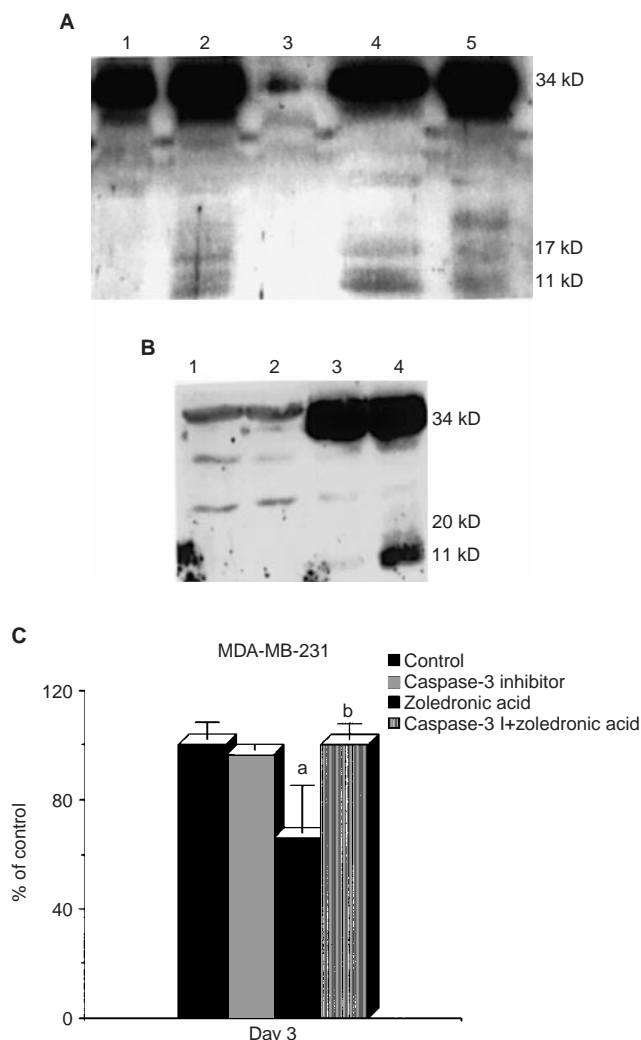 A
1 2 3 4 5
34 kD
17 kD
11 kD
B
1 2 3 4
34 kD
20 kD
11 kD
C
MDA-MB-231
Control
Caspase-3 inhibitor
Zoledronic acid
Caspase-3 I+zoledronic acid
120
80
40
0
% of control
a
b
Day 3